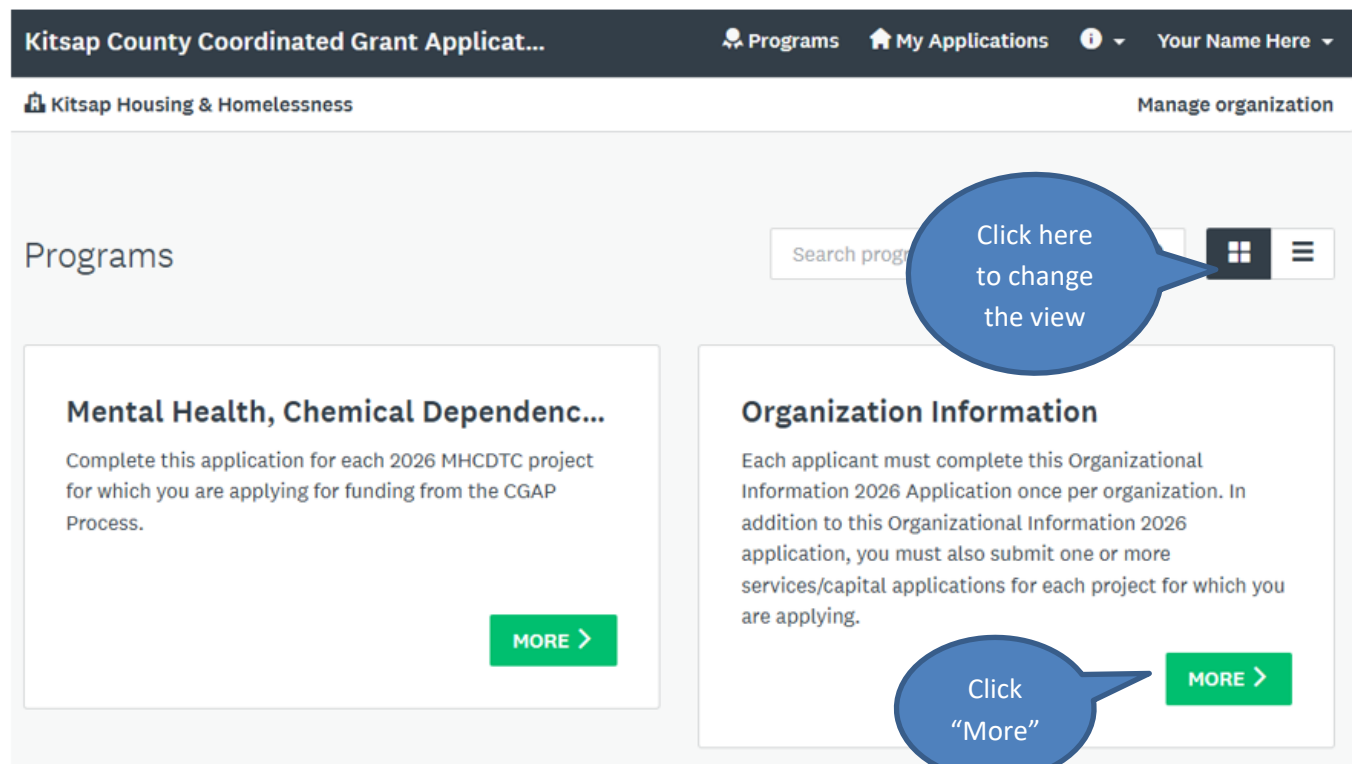 Kitsap County Coordinated Grant Applicat...
Programs
My Applications
Your Name Here
Kitsap Housing & Homelessness
Manage organization
Programs
Search progr
Click here
to change
the view
Mental Health, Chemical Dependenc...
Complete this application for each 2026 MHCDTC project
for which you are applying for funding from the CGAP
Process.
MORE >
Organization Information
Each applicant must complete this Organizational
Information 2026 Application once per organization. In
addition to this Organizational Information 2026
application, you must also submit one or more
services/capital applications for each project for which you
are applying.
MORE >
Click
“More”